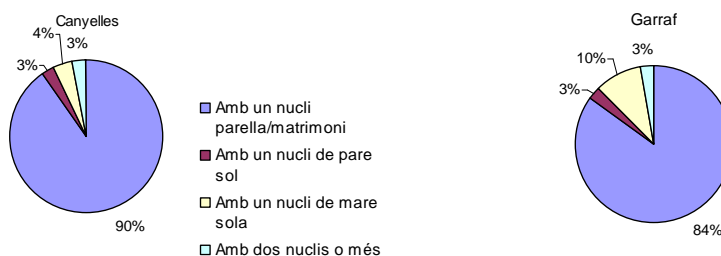 Canyelles
4%
3%
3%
90%
Amb un nucli
parella/matrimoni
Amb un nucli de pare
sol
Amb un nucli de mare
sola
Amb dos nuclis o més
Garraf
10%
3%
3%
84%